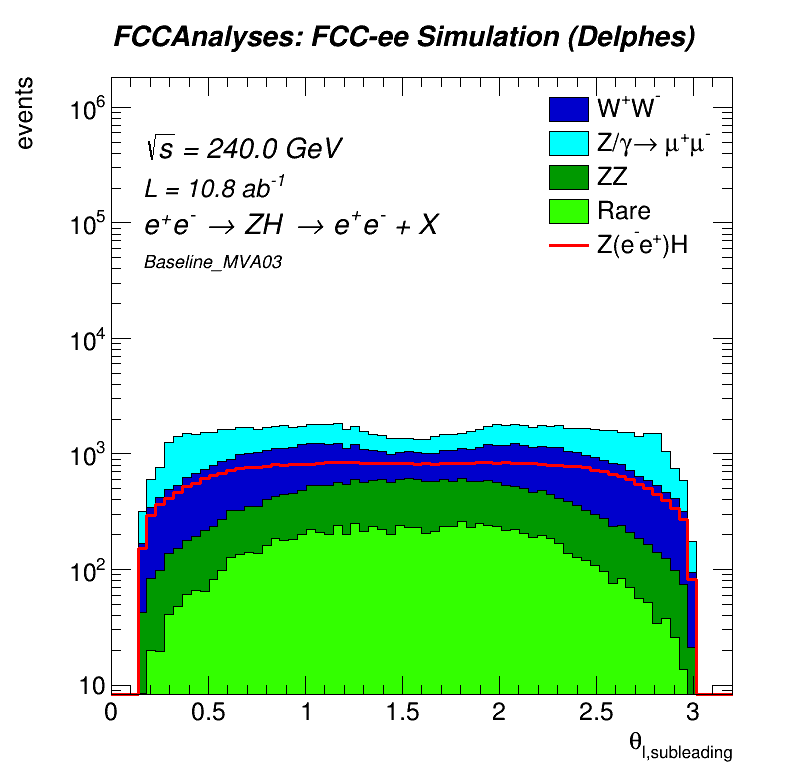 FCCAnalyses: FCC-ee Simulation (Delphes)
events
√s = 240.0 GeV
L = 10.8 ab⁻¹
e⁺e⁻ → ZH → e⁺e⁻ + X
Baseline_MVA03
W⁺W⁻
Z/γ→ μ⁺μ⁻
ZZ
Rare
Z(e⁻e⁺)H
10⁶
10⁵
10⁴
10³
10²
10
0 0.5 1 1.5 2 2.5 3
θ_l,subleading